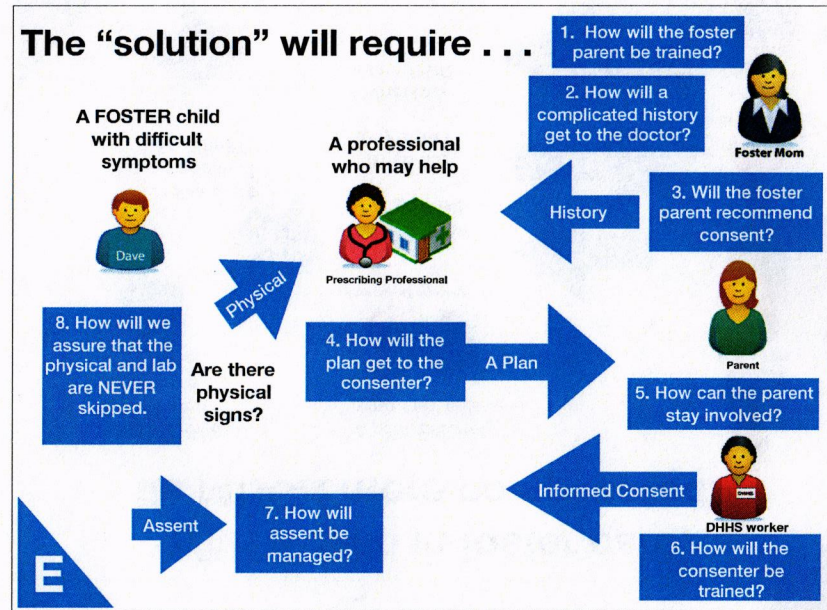 The “solution” will require . . .
1. How will the foster
parent be trained?
2. How will a
complicated history
get to the doctor?
Foster Mom
A FOSTER child
with difficult
symptoms
Dave
A professional
who may help
Prescribing Professional
History
3. Will the foster
parent recommend
consent?
Physical
Parent
8. How will we
assure that the
physical and lab
are NEVER
skipped.
Are there
physical
signs?
4. How will the
plan get to the
consenter?
A Plan
5. How can the parent
stay involved?
Informed Consent
DHHS
DHHS worker
Assent
7. How will
assent be
managed?
6. How will the
consenter be
trained?
E